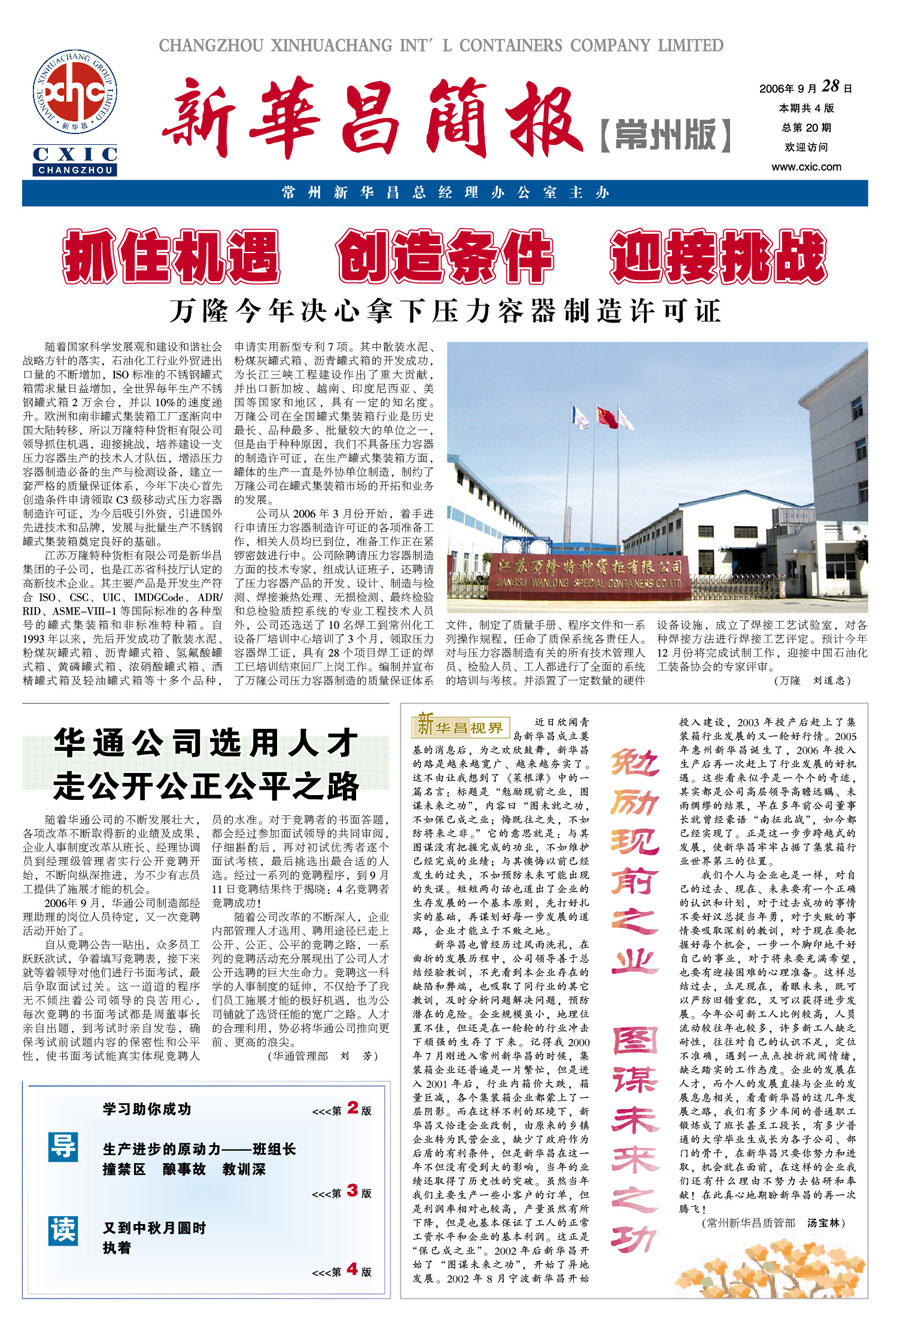 CHANGZHOU XINHUACHANG INT'L CONTAINERS COMPANY LIMITED
JIANGSU XINHUACHANG GROUP LIMITED
xhc
·新华昌·
CXIC
CHANGZHOU
新華昌簡报
【常州版】
2006年 9 月 28 日
本期共 4 版
总第 20 期
欢迎访问
www.cxic.com
常州新华昌总经理办公室主办
抓住机遇 创造条件 迎接挑战
万隆今年决心拿下压力容器制造许可证
随着国家科学发展观和建设和谐社会
战略方针的落实，石油化工行业外贸进出
口量的不断增加，ISO 标准的不锈钢罐式
箱需求量日益增加，全世界每年生产不锈
钢罐式箱 2 万余台，并以 10%的速度递
升。欧洲和南非罐式集装箱工厂逐渐向中
国大陆转移，所以万隆特种货柜有限公司
领导抓住机遇，迎接挑战，培养建设一支
压力容器生产的技术人才队伍，增添压力
容器制造必备的生产与检测设备，建立一
套严格的质量保证体系，今年下决心首先
创造条件申请领取 C3 级移动式压力容器
制造许可证，为今后吸引外资，引进国外
先进技术和品牌，发展与批量生产不锈钢
罐式集装箱奠定良好的基础。
江苏万隆特种货柜有限公司是新华昌
集团的子公司，也是江苏省科技厅认定的
高新技术企业。其主要产品是开发生产符
合 ISO、CSC、UIC、IMDGCode、ADR/
RID、ASME-VIII-1 等国际标准的各种型
号的罐式集装箱和非标准特种箱。自
1993 年以来，先后开发成功了散装水泥、
粉煤灰罐式箱、沥青罐式箱、氢氟酸罐
式箱、黄磷罐式箱、浓硝酸罐式箱、酒
精罐式箱及轻油罐式箱等十多个品种，
申请实用新型专利 7 项。其中散装水泥、
粉煤灰罐式箱、沥青罐式箱的开发成功，
为长江三峡工程建设作出了重大贡献，
并出口新加坡、越南、印度尼西亚、美
国等国家和地区，具有一定的知名度。
万隆公司在全国罐式集装箱行业是历史
最长、品种最多、批量较大的单位之一，
但是由于种种原因，我们不具备压力容器
的制造许可证，在生产罐式集装箱方面，
罐体的生产一直是外协单位制造，制约了
万隆公司在罐式集装箱市场的开拓和业务
的发展。
公司从 2006 年 3 月份开始，着手进
行申请压力容器制造许可证的各项准备工
作，相关人员均已到位，准备工作正在紧
锣密鼓进行中。公司除聘请压力容器制造
方面的技术专家，组成认证班子，还聘请
了压力容器产品的开发、设计、制造与检
测、焊接兼热处理、无损检测、最终检验
和总检验质控系统的专业工程技术人员
外，公司还选送了 10 名焊工到常州化工
设备厂培训中心培训了 3 个月，领取压力
容器焊工证，具有 28 个项目焊工证的焊
工已培训结束回厂上岗工作。编制并宣布
了万隆公司压力容器制造的质量保证体系
江苏万隆特种货柜有限公司
JIANGSU WANLONG SPECIAL CONTAINERS CO.LTD
文件，制定了质量手册、程序文件和一系
列操作规程，任命了质保系统各责任人。
对与压力容器制造有关的所有技术管理人
员、检验人员、工人都进行了全面的系统
的培训与考核。并添置了一定数量的硬件
设备设施，成立了焊接工艺试验室，对各
种焊接方法进行焊接工艺评定。预计今年
12 月份将完成试制工作，迎接中国石油化
工装备协会的专家评审。
(万隆 刘道忠)
华通公司选用人才
走公开公正公平之路
随着华通公司的不断发展壮大，
各项改革不断取得新的业绩及成果，
企业人事制度改革从班长、经理协调
员到经理级管理者实行公开竞聘开
始，不断向纵深推进，为不少有志员
工提供了施展才能的机会。
2006年 9 月，华通公司制造部经
理助理的岗位人员待定，又一次竞聘
活动开始了。
自从竞聘公告一贴出，众多员工
跃跃欲试，争着填写竞聘表，接下来
就等着领导对他们进行书面考试，最
后争取面试过关。这一道道的程序
无不倾注着公司领导的良苦用心，
每次竞聘的书面考试都是周董事长
亲自出题，到考试时亲自发卷，确
保考试前试题内容的保密性和公平
性，使书面考试能真实体现竞聘人
员的水准。对于竞聘者的书面答题，
都会经过参加面试领导的共同审阅，
仔细斟酌后，再对初试优秀者逐个
面试考核，最后挑选出最合适的人
选。经过一系列的竞聘程序，到 9 月
11 日竞聘结果终于揭晓：4 名竞聘者
竞聘成功！
随着公司改革的不断深入，企业
内部管理人才选用、聘用途径已走上
公开、公正、公平的竞聘之路，一系
列的竞聘活动充分展现出了公司人才
公开选聘的巨大生命力。竞聘这一科
学的人事制度的延伸，不仅给予了我
们员工施展才能的极好机遇，也为公
司铺就了选贤任能的宽广之路。人才
的合理利用，势必将华通公司推向更
前、更高的浪尖。
(华通管理部 刘 芳)
导读
学习助你成功
<<<第 2 版
生产进步的原动力——班组长
撞禁区 酿事故 教训深
<<<第 3 版
又到中秋月圆时
执着
<<<第 4 版
新华昌视界
勉励现前之业 图谋未来之功
近日欣闻青
岛新华昌成立奠
基的消息后，为之欢欣鼓舞，新华昌
的路是越来越宽广、越来越夯实了。
这不由让我想到了《菜根潭》中的一
篇名言：标题是“勉励现前之业，图
谋未来之功”，内容曰“图未就之功，
不如保已成之业；悔既往之失，不如
防将来之非。”它的意思就是：与其
图谋没有把握完成的功业，不如维护
已经完成的业绩；与其懊悔以前已经
发生的过失，不如预防未来可能出现
的失误。短短两句话也道出了企业的
生存发展的一个基本原则，先打好扎
实的基础，再谋划好每一步发展的道
路，企业才能立于不败之地。
新华昌也曾经历过风雨洗礼，在
曲折的发展历程中，公司领导善于总
结经验教训，不光看到本企业存在的
缺陷和弊端，也吸取了同行业的其它
教训，及时分析问题解决问题，预防
潜在的危险。企业规模虽小，地理位
置不佳，但还是在一轮轮的行业冲击
下顽强的生存了下来。记得我 2000
年 7 月刚进入常州新华昌的时候，集
装箱企业还普遍是一片繁忙，但是进
入 2001 年后，行业内箱价大跌，箱
量巨减，各个集装箱企业都蒙上了一
层阴影。而在这样不利的环境下，新
华昌又恰逢企业改制，由原来的乡镇
企业转为民营企业，缺少了政府作为
后盾的有利条件，但是新华昌在这一
年不但没有受到大的影响，当年的业
绩还取得了历史性的突破。虽然当年
我们主要生产一些小客户的订单，但
是利润率相对也较高，产量虽然有所
下降，但是也基本保证了工人的正常
工资水平和企业的基本利润。这正是
“保已成之业”。2002 年后新华昌开
始了“图谋未来之功”，开始了异地
发展。2002 年 8 月宁波新华昌开始
投入建设，2003 年投产后赶上了集
装箱行业发展的又一轮好行情。2005
年惠州新华昌诞生了，2006 年投入
生产后再一次赶上了行业发展的好机
遇。这些看来似乎是一个个的奇迹，
其实都是公司高层领导高瞻远瞩、未
雨绸缪的结果，早在多年前公司董事
长就曾经豪语“南征北战”，如今都
已经实现了。正是这一步步跨越式的
发展，使新华昌牢牢占据了集装箱行
业世界第三的位置。
我们个人与企业也是一样，对自
己的过去、现在、未来要有一个正确
的认识和计划，对于过去成功的事情
不要好汉总提当年勇，对于失败的事
情要吸取深刻的教训，对于现在要把
握好每个机会，一步一个脚印地干好
自己的事业，对于将来要充满希望，
也要有迎接困难的心理准备。这样总
结过去，立足现在，着眼未来，既可
以严防旧错重犯，又可以获得进步发
展。今年公司新工人比例较高，人员
流动较往年也较多，许多新工人缺乏
耐性，往往对自己的认识不足，定位
不准确，遇到一点点挫折就闹情绪，
缺乏踏实的工作态度。企业的发展在
人才，而个人的发展直接与企业的发
展息息相关，看看新华昌的这几年发
展之路，我们有多少车间的普通职工
锻炼成了班长甚至工段长，有多少普
通的大学毕业生成长为各子公司、部
门的骨干，在新华昌只要你努力和进
取，机会就在面前，在这样的企业我
们还有什么理由不努力去钻研和奉
献！在此衷心地期盼新华昌的再一次
腾飞！
(常州新华昌质管部 汤宝林)